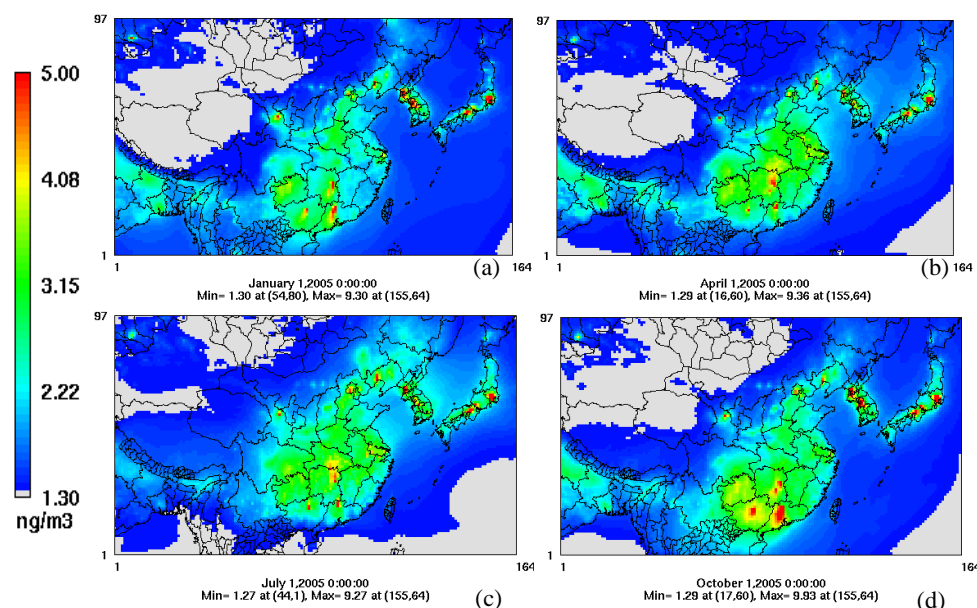 5.00
4.08
3.15
2.22
1.30
ng/m3
97
1
1
164
(a)
January 1,2005 0:00:00
Min= 1.30 at (54,80), Max= 9.30 at (155,64)
97
1
1
164
(b)
April 1,2005 0:00:00
Min= 1.29 at (16,60), Max= 9.36 at (155,64)
97
1
1
164
(c)
July 1,2005 0:00:00
Min= 1.27 at (44,1), Max= 9.27 at (155,64)
97
1
1
164
(d)
October 1,2005 0:00:00
Min= 1.29 at (17,60), Max= 9.93 at (155,64)